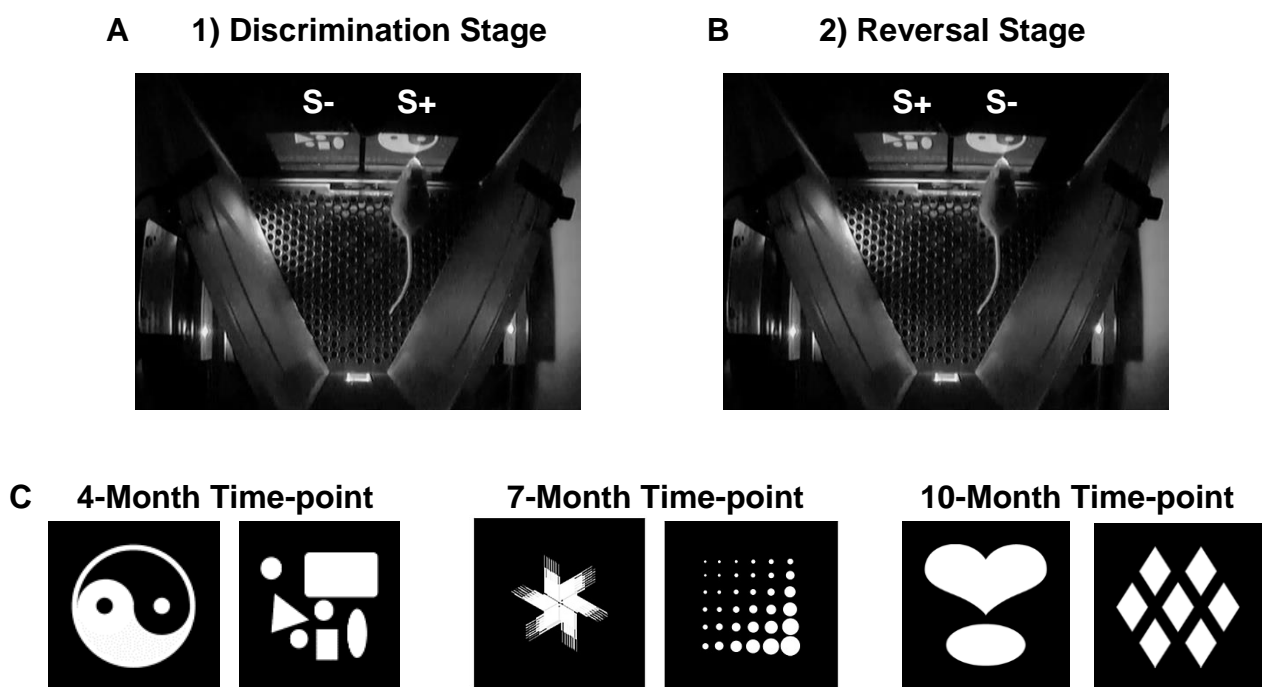 A 1) Discrimination Stage
B 2) Reversal Stage
S- S+
S+ S-
C 4-Month Time-point
7-Month Time-point
10-Month Time-point